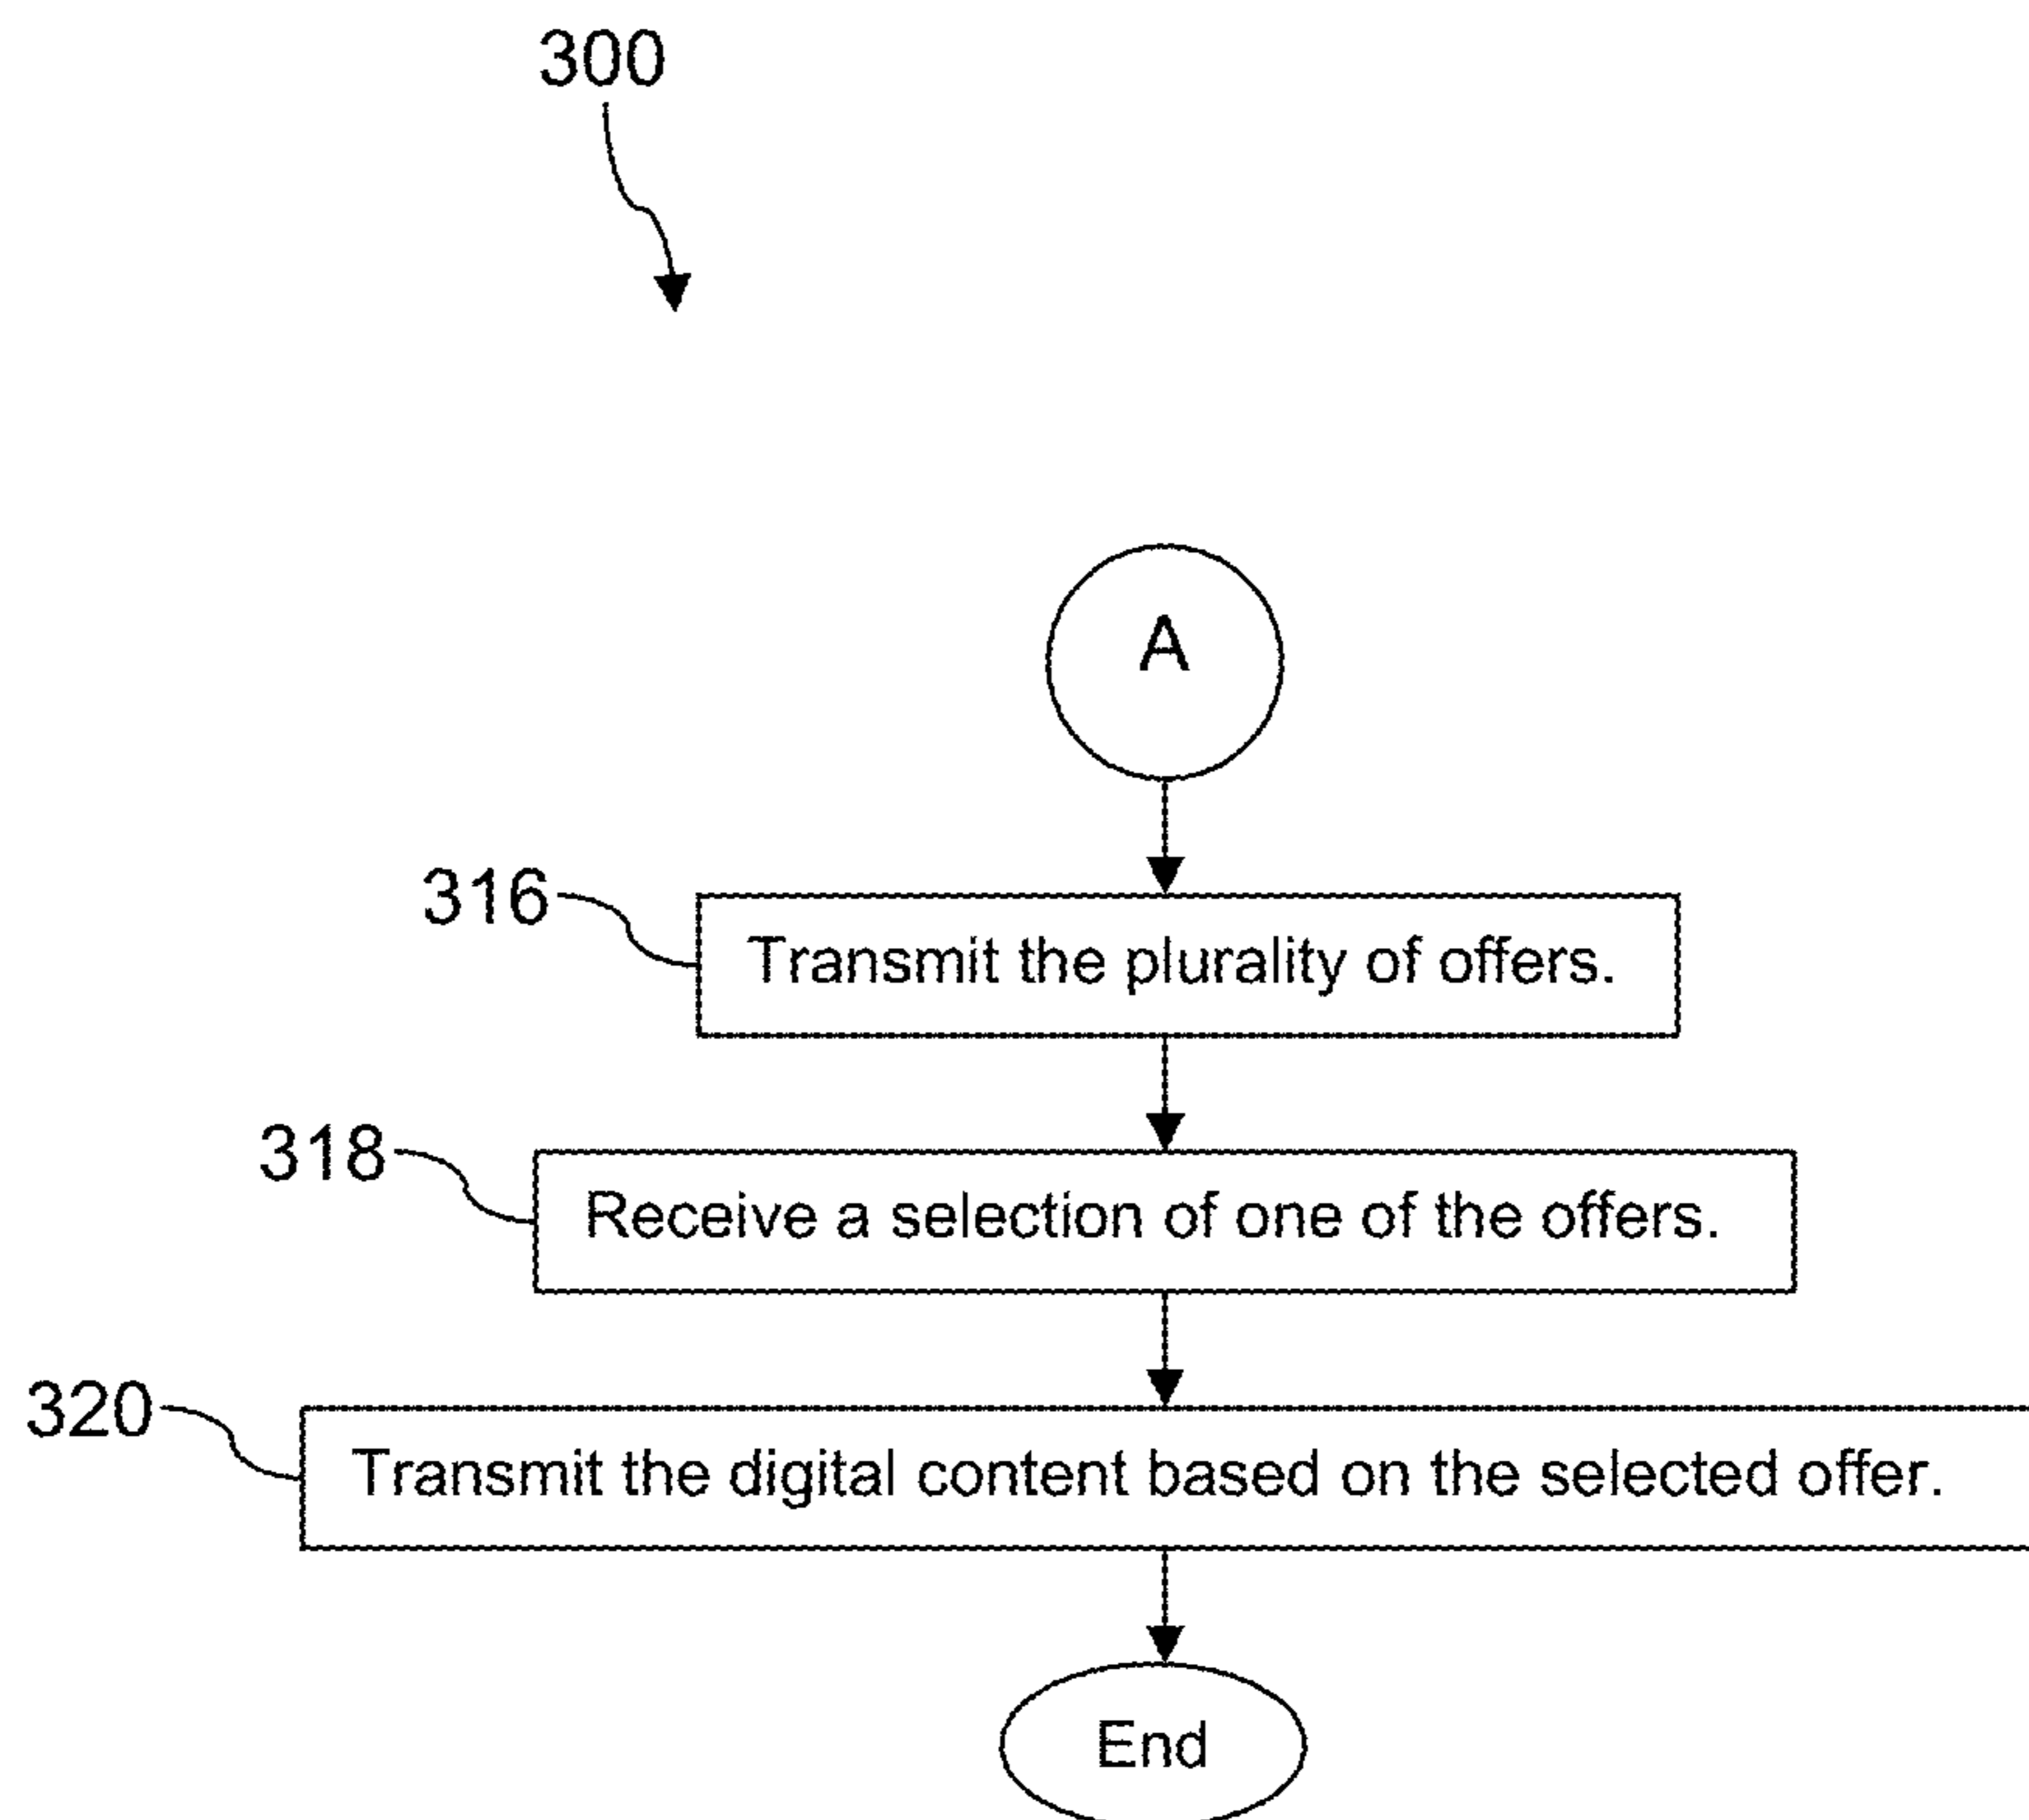 300
A
316
Transmit the plurality of offers.
318
Receive a selection of one of the offers.
320
Transmit the digital content based on the selected offer.
End